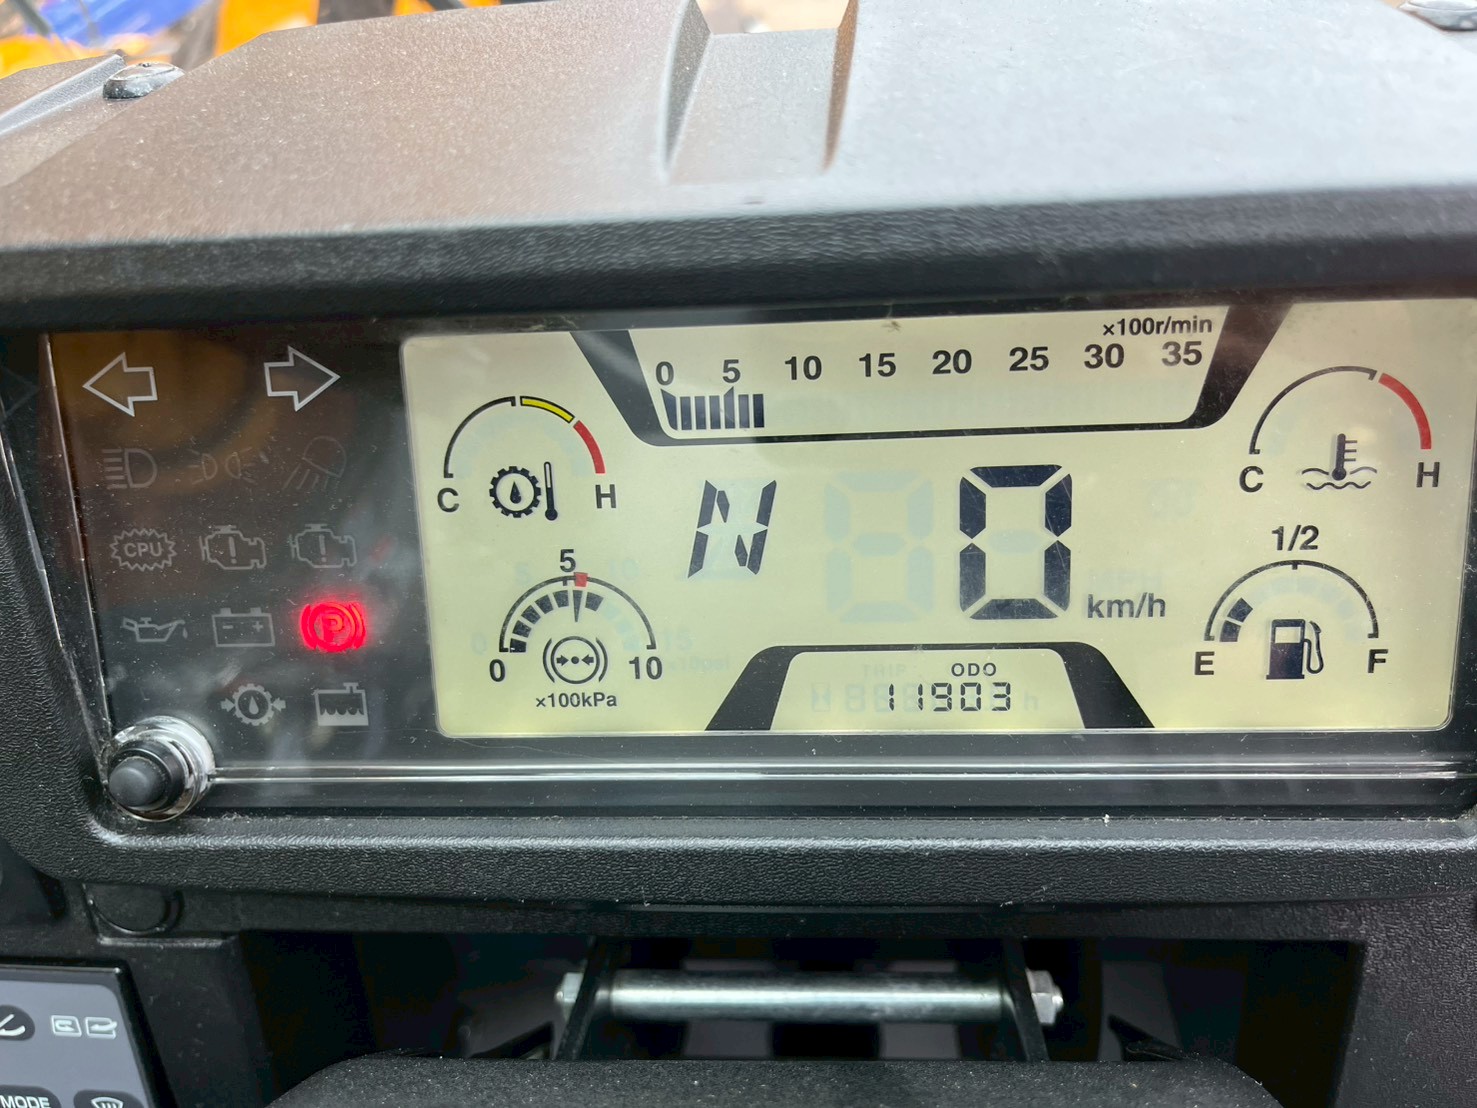 ×100r/min
0 5 10 15 20 25 30 35
C H
C H
N 0 km/h
CPU
5
1/2
P
0 10
×100kPa
E F
ODO
11903
MODE